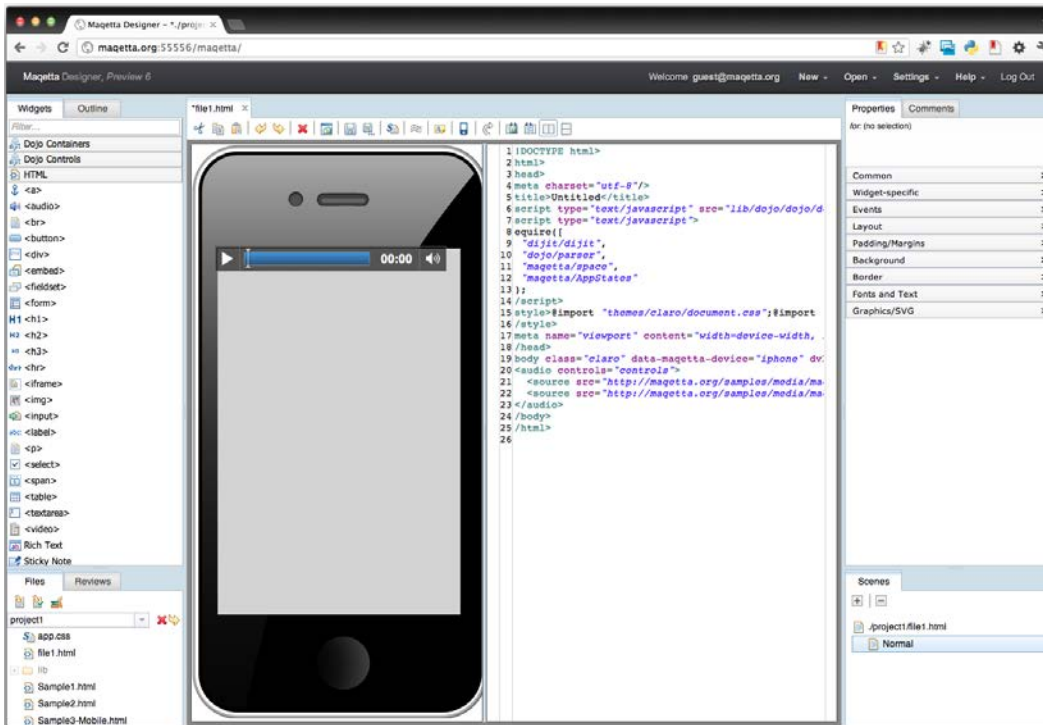 Maqetta Designer – *./proje
maqetta.org:55556/maqetta/
Maqetta Designer, Preview 6
Welcome guest@maqetta.org New Open Settings Help Log Out
Widgets Outline
Filter...
Dojo Containers
Dojo Controls
HTML
<a>
<audio>
<br>
<button>
<div>
<embed>
<fieldset>
<form>
H1 <h1>
H2 <h2>
H3 <h3>
<hr> <hr>
<iframe>
<img>
<input>
abc <label>
<p>
<select>
<span>
<table>
<textarea>
<video>
Rich Text
Sticky Note
Files Reviews
project1
app.css
file1.html
lib
Sample1.html
Sample2.html
Sample3-Mobile.html
*file1.html
00:00
1 !DOCTYPE html>
2 html>
3 head>
4 meta charset="utf-8"/>
5 title>Untitled</title>
6 script type="text/javascript" src="lib/dojo/dojo/d
7 script type="text/javascript">
8 equire([
9 "dijit/dijit",
10 "dojo/parser",
11 "maqetta/space",
12 "maqetta/AppStates"
13 );
14 /script>
15 style>@import "themes/claro/document.css";@import
16 /style>
17 meta name="viewport" content="width=device-width,
18 /head>
19 body class="claro" data-maqetta-device="iphone" dv
20 <audio controls="controls">
21 <source src="http://maqetta.org/samples/media/ma
22 <source src="http://maqetta.org/samples/media/ma
23 </audio>
24 /body>
25 /html>
26
Properties Comments
for: (no selection)
Common
Widget-specific
Events
Layout
Padding/Margins
Background
Border
Fonts and Text
Graphics/SVG
Scenes
./project1/file1.html
Normal